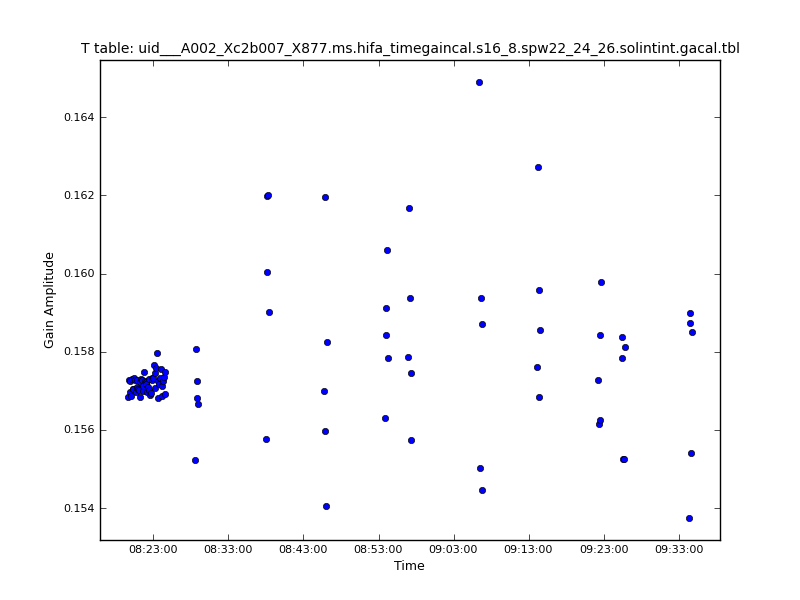 T table: uid___A002_Xc2b007_X877.ms.hifa_timegaincal.s16_8.spw22_24_26.solintint.gacal.tbl
0.164
0.162
0.160
0.158
0.156
0.154
Gain Amplitude
08:23:00 08:33:00 08:43:00 08:53:00 09:03:00 09:13:00 09:23:00 09:33:00
Time